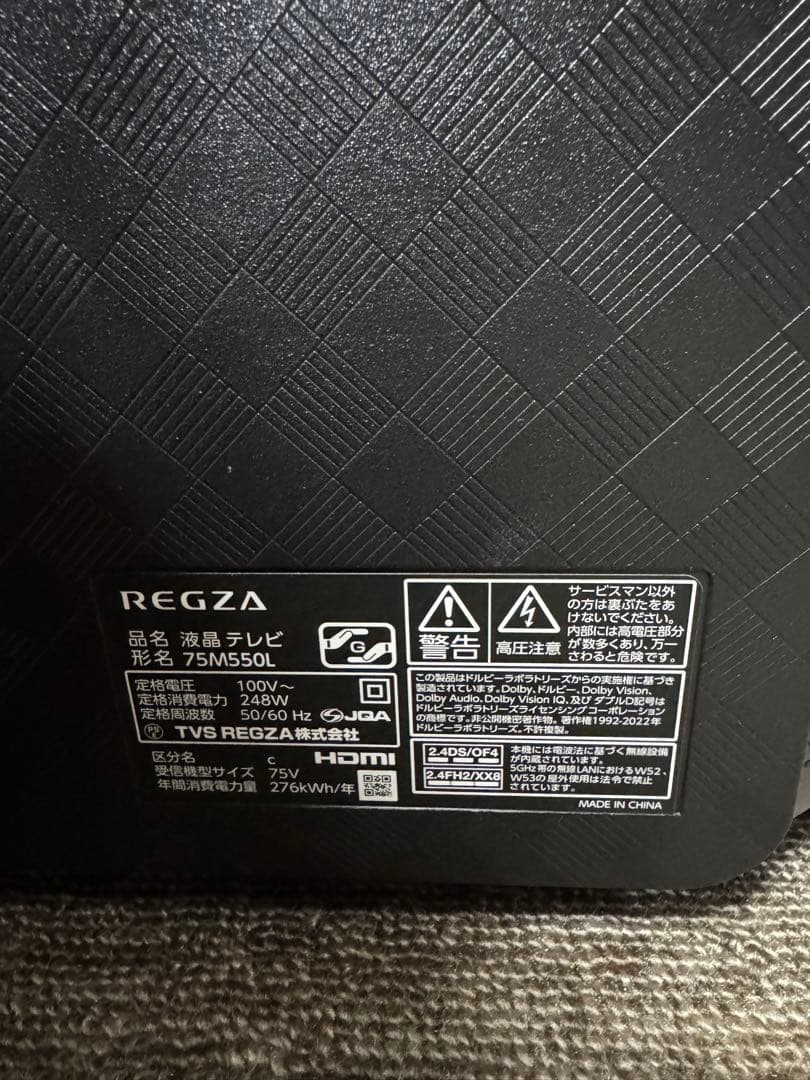 REGZA
品名 液晶テレビ
形名 75M550L
G
定格電圧 100V～
定格消費電力 248W
定格周波数 50/60 Hz
JQA
PS
E
TVS REGZA株式会社
区分名 c
HDMI
受信機型サイズ 75V
年間消費電力量 276kWh/年
警告
高圧注意
サービスマン以外
の方は裏ぶたをあ
けないでください。
内部には高電圧部分
が数多くあり、万一
さわると危険です。
この製品はドルビーラボラトリーズからの実施権に基づき
製造されています。Dolby、ドルビー、Dolby Vision、
Dolby Audio、Dolby Vision IQ、及び ダブルD記号は
ドルビーラボラトリーズライセンシング コーポレーション
の商標です。非公開機密著作物。著作権1992-2022年
ドルビーラボラトリーズ。不許複製。
2.4DS/OF4
2.4FH2/XX8
本機には電波法に基づく無線設備
が内蔵されています。
5GHz帯の無線LANにおけるW52、
W53の屋外使用は法令で禁止
されています。
MADE IN CHINA